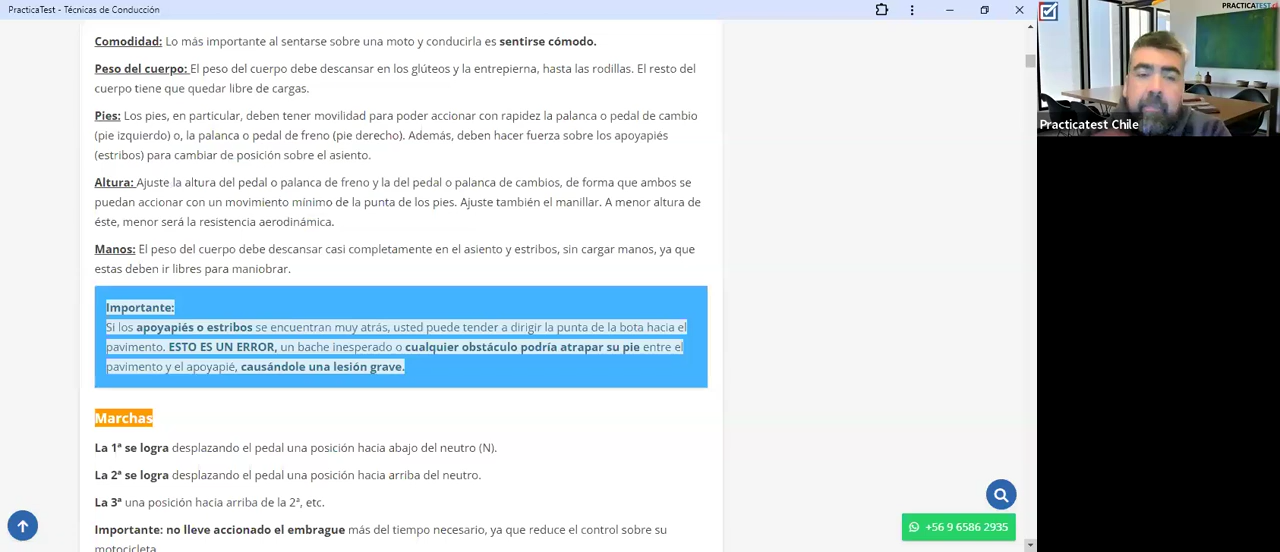 PracticaTest - Técnicas de Conducción
Comodidad: Lo más importante al sentarse sobre una moto y conducirla es sentirse cómodo.
Peso del cuerpo: El peso del cuerpo debe descansar en los glúteos y la entrepierna, hasta las rodillas. El resto del
cuerpo tiene que quedar libre de cargas.
Pies: Los pies, en particular, deben tener movilidad para poder accionar con rapidez la palanca o pedal de cambio
(pie izquierdo) o, la palanca o pedal de freno (pie derecho). Además, deben hacer fuerza sobre los apoyapiés
(estribos) para cambiar de posición sobre el asiento.
Altura: Ajuste la altura del pedal o palanca de freno y la del pedal o palanca de cambios, de forma que ambos se
puedan accionar con un movimiento mínimo de la punta de los pies. Ajuste también el manillar. A menor altura de
éste, menor será la resistencia aerodinámica.
Manos: El peso del cuerpo debe descansar casi completamente en el asiento y estribos, sin cargar manos, ya que
estas deben ir libres para maniobrar.
Importante:
Si los apoyapiés o estribos se encuentran muy atrás, usted puede tender a dirigir la punta de la bota hacia el
pavimento. ESTO ES UN ERROR, un bache inesperado o cualquier obstáculo podría atrapar su pie entre el
pavimento y el apoyapié, causándole una lesión grave.
Marchas
La 1ª se logra desplazando el pedal una posición hacia abajo del neutro (N).
La 2ª se logra desplazando el pedal una posición hacia arriba del neutro.
La 3ª una posición hacia arriba de la 2ª, etc.
Importante: no lleve accionado el embrague más del tiempo necesario, ya que reduce el control sobre su
motocicleta
+56 9 6586 2935
PRACTICATEST.cl
Practicatest Chile